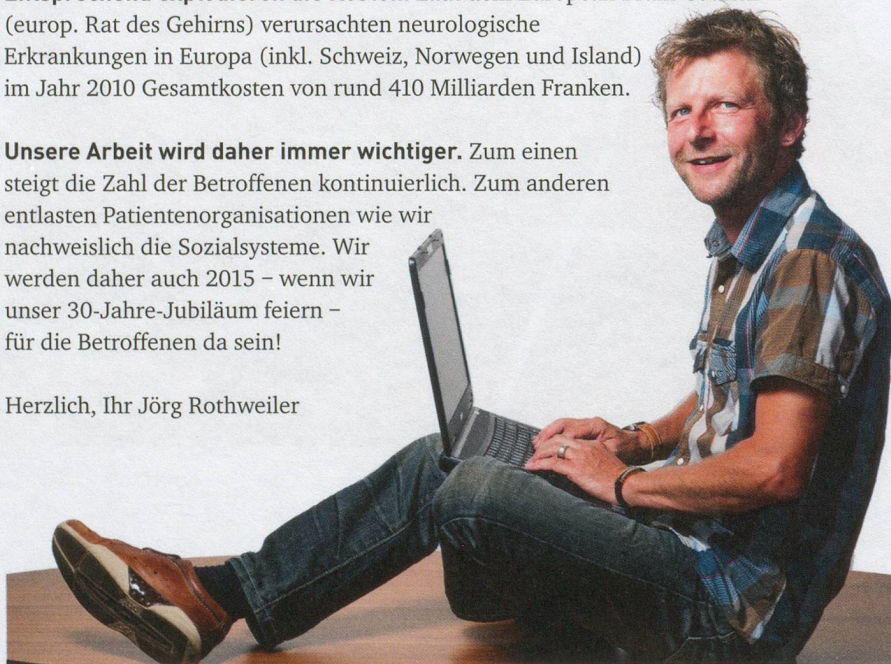 (europ. Rat des Gehirns) verursachten neurologische
Erkrankungen in Europa (inkl. Schweiz, Norwegen und Island)
im Jahr 2010 Gesamtkosten von rund 410 Milliarden Franken.
Unsere Arbeit wird daher immer wichtiger. Zum einen
steigt die Zahl der Betroffenen kontinuierlich. Zum anderen
entlasten Patientenorganisationen wie wir
nachweislich die Sozialsysteme. Wir
werden daher auch 2015 – wenn wir
unser 30-Jahre-Jubiläum feiern –
für die Betroffenen da sein!
Herzlich, Ihr Jörg Rothweiler